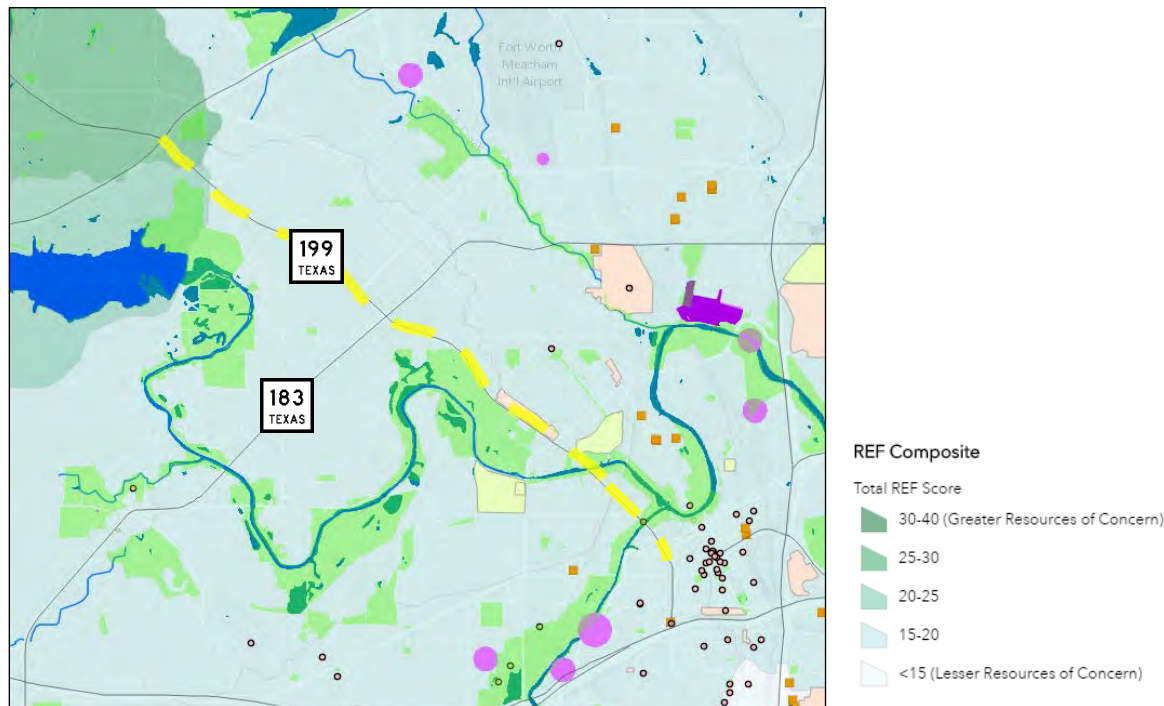 Fort Worth
Meacham
Int'l Airport
199
TEXAS
183
TEXAS
REF Composite
Total REF Score
30-40 (Greater Resources of Concern)
25-30
20-25
15-20
<15 (Lesser Resources of Concern)